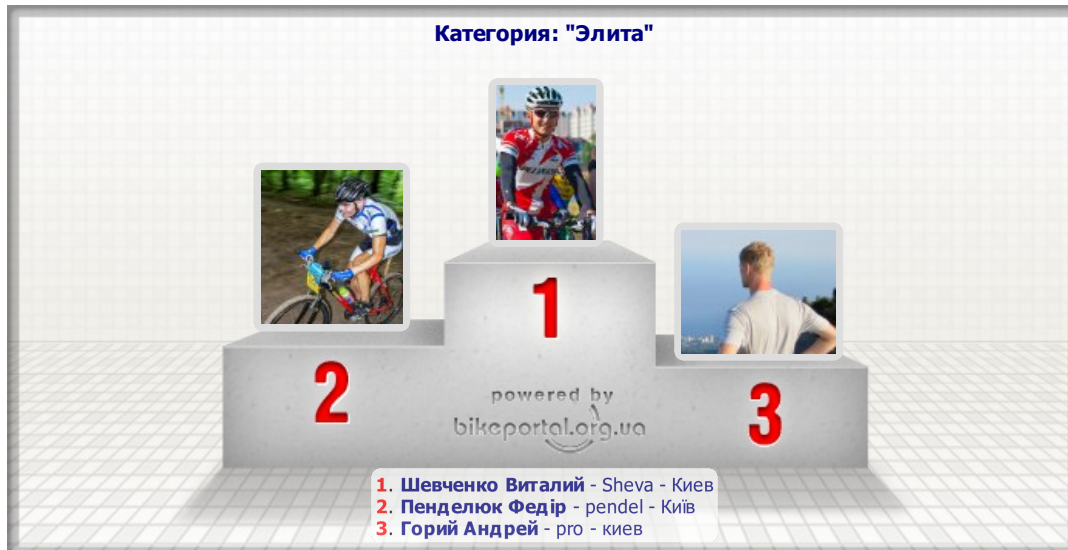 Категория: "Элита"
1
2
3
powered by
bikeportal.org.ua
1. Шевченко Виталий - Sheva - Киев
2. Пенделюк Федір - pendel - Київ
3. Горий Андрей - pro - киев